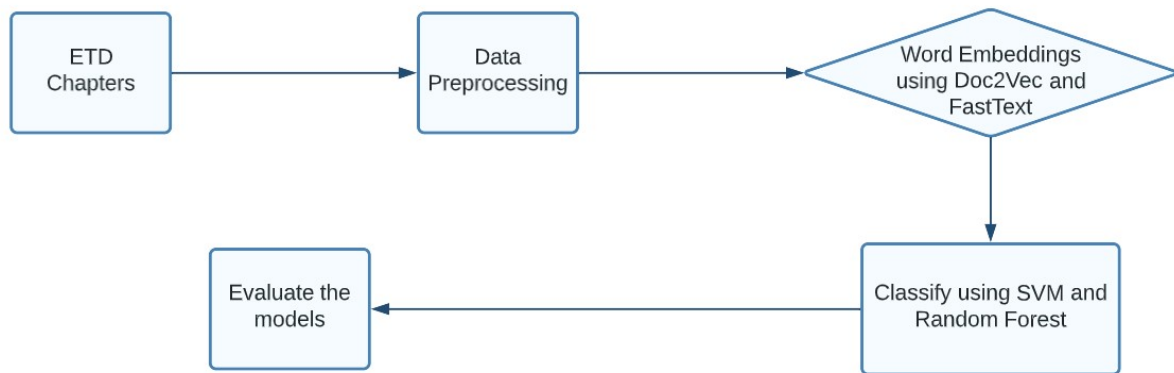 ETD
Chapters
Data
Preprocessing
Word Embeddings
using Doc2Vec and
FastText
Classify using SVM and
Random Forest
Evaluate the
models